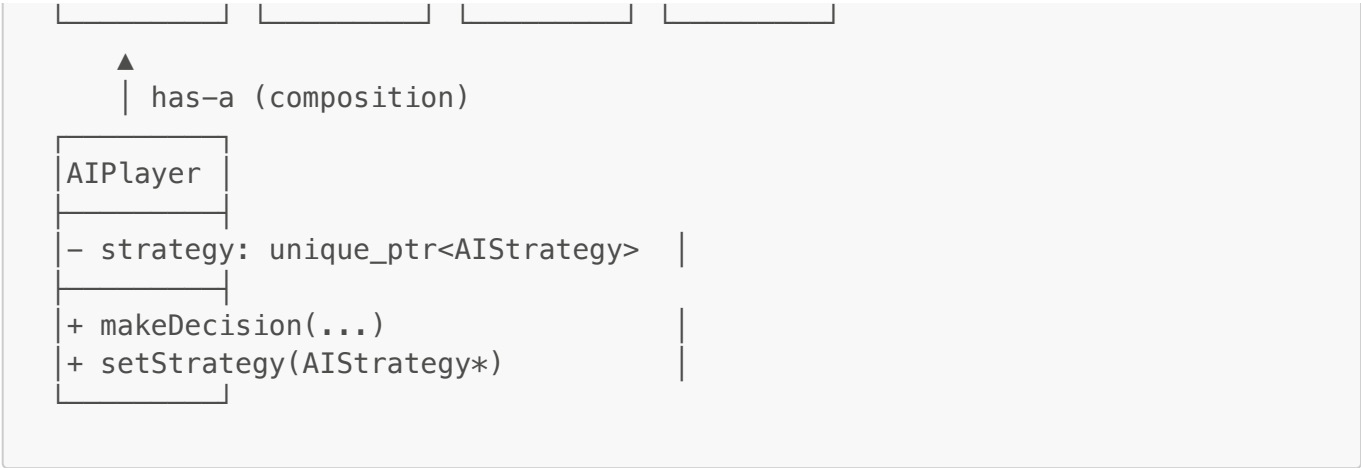 has-a (composition)
AIPlayer
- strategy: unique_ptr<AIStrategy>
+ makeDecision(...)
+ setStrategy(AIStrategy*)